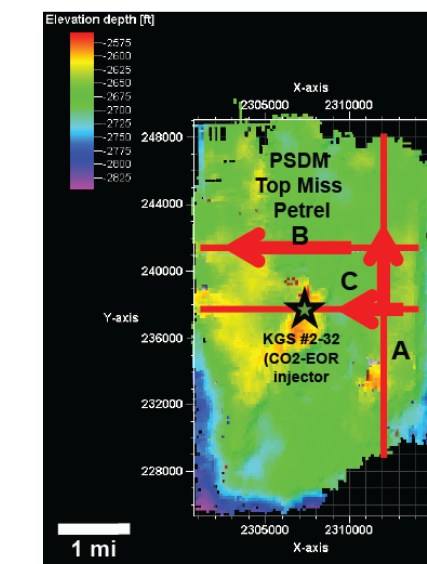 Elevation depth [ft]
-2575
-2600
-2625
-2650
-2675
-2700
-2725
-2750
-2775
-2800
-2825
X-axis
2305000 2310000
248000
244000
240000
Y-axis
236000
232000
228000
PSDM
Top Miss
Petrel
B
C
KGS #2-32
(CO2-EOR
injector
A
2305000 2310000
X-axis
1 mi